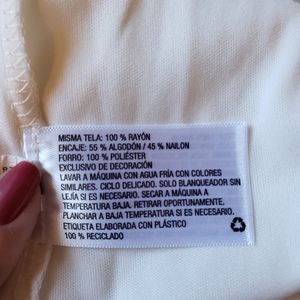 MISMA TELA: 100 % RAYÓN
ENCAJE: 55 % ALGODÓN / 45 % NAILON
FORRO: 100 % POLIÉSTER
EXCLUSIVO DE DECORACIÓN
LAVAR A MÁQUINA CON AGUA FRÍA CON COLORES
SIMILARES. CICLO DELICADO. SOLO BLANQUEADOR SIN
LEJÍA SI ES NECESARIO. SECAR A MÁQUINA A
TEMPERATURA BAJA. RETIRAR OPORTUNAMENTE.
PLANCHAR A BAJA TEMPERATURA SI ES NECESARIO.
ETIQUETA ELABORADA CON PLÁSTICO
100 % RECICLADO